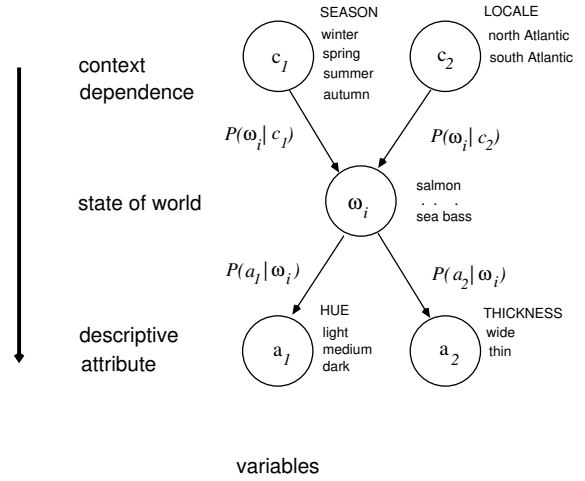 SEASON
winter
spring
summer
autumn
LOCALE
north Atlantic
south Atlantic
context
dependence
c1
c2
P(ωi| c1)
P(ωi| c2)
state of world
ωi
salmon
. . .
sea bass
P(a1|ωi)
P(a2|ωi)
descriptive
attribute
a1
HUE
light
medium
dark
a2
THICKNESS
wide
thin
variables